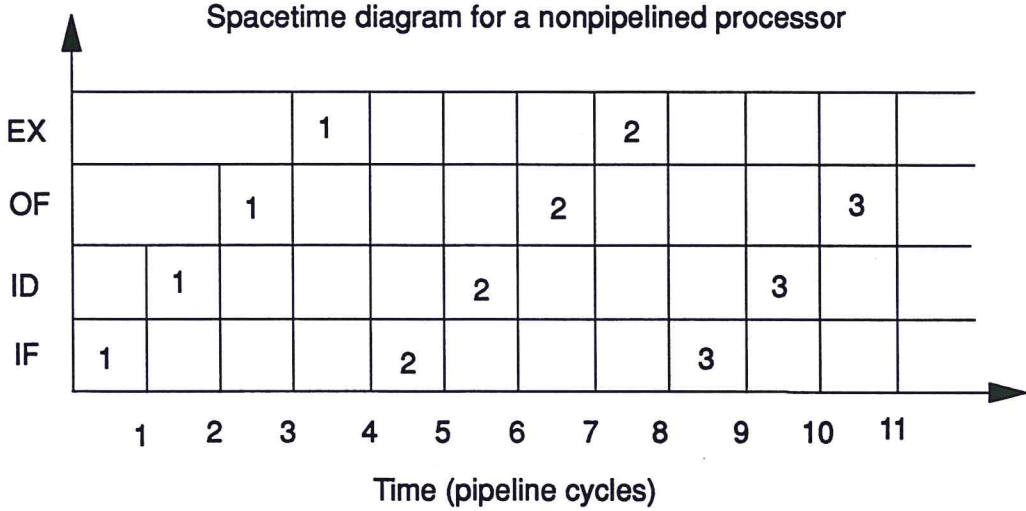 Spacetime diagram for a nonpipelined processor
EX 1 2
OF 1 2 3
ID 1 2 3
IF 1 2 3
1 2 3 4 5 6 7 8 9 10 11
Time (pipeline cycles)